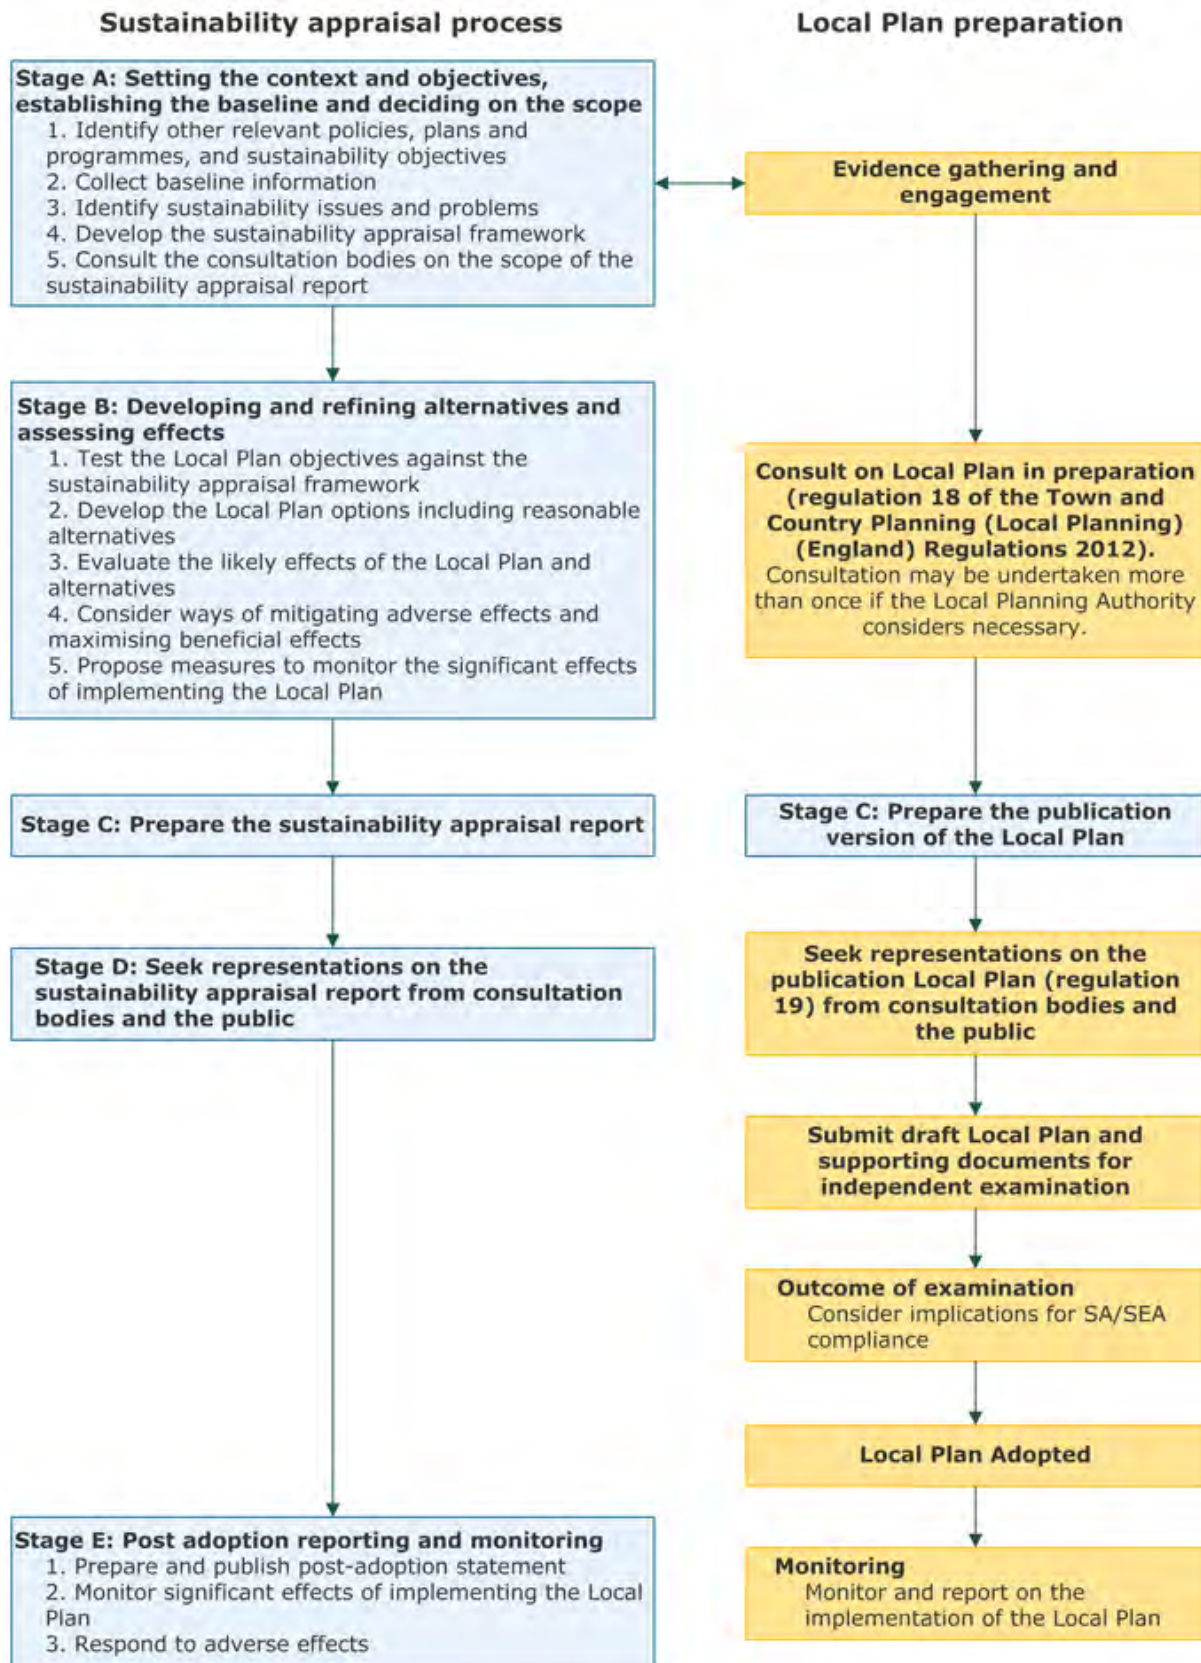 Sustainability appraisal process
Stage A: Setting the context and objectives,
establishing the baseline and deciding on the scope
1. Identify other relevant policies, plans and
programmes, and sustainability objectives
2. Collect baseline information
3. Identify sustainability issues and problems
4. Develop the sustainability appraisal framework
5. Consult the consultation bodies on the scope of the
sustainability appraisal report
Stage B: Developing and refining alternatives and
assessing effects
1. Test the Local Plan objectives against the
sustainability appraisal framework
2. Develop the Local Plan options including reasonable
alternatives
3. Evaluate the likely effects of the Local Plan and
alternatives
4. Consider ways of mitigating adverse effects and
maximising beneficial effects
5. Propose measures to monitor the significant effects
of implementing the Local Plan
Stage C: Prepare the sustainability appraisal report
Stage D: Seek representations on the
sustainability appraisal report from consultation
bodies and the public
Stage E: Post adoption reporting and monitoring
1. Prepare and publish post-adoption statement
2. Monitor significant effects of implementing the Local
Plan
3. Respond to adverse effects
Local Plan preparation
Evidence gathering and
engagement
Consult on Local Plan in preparation
(regulation 18 of the Town and
Country Planning (Local Planning)
(England) Regulations 2012).
Consultation may be undertaken more
than once if the Local Planning Authority
considers necessary.
Stage C: Prepare the publication
version of the Local Plan
Seek representations on the
publication Local Plan (regulation
19) from consultation bodies and
the public
Submit draft Local Plan and
supporting documents for
independent examination
Outcome of examination
Consider implications for SA/SEA
compliance
Local Plan Adopted
Monitoring
Monitor and report on the
implementation of the Local Plan